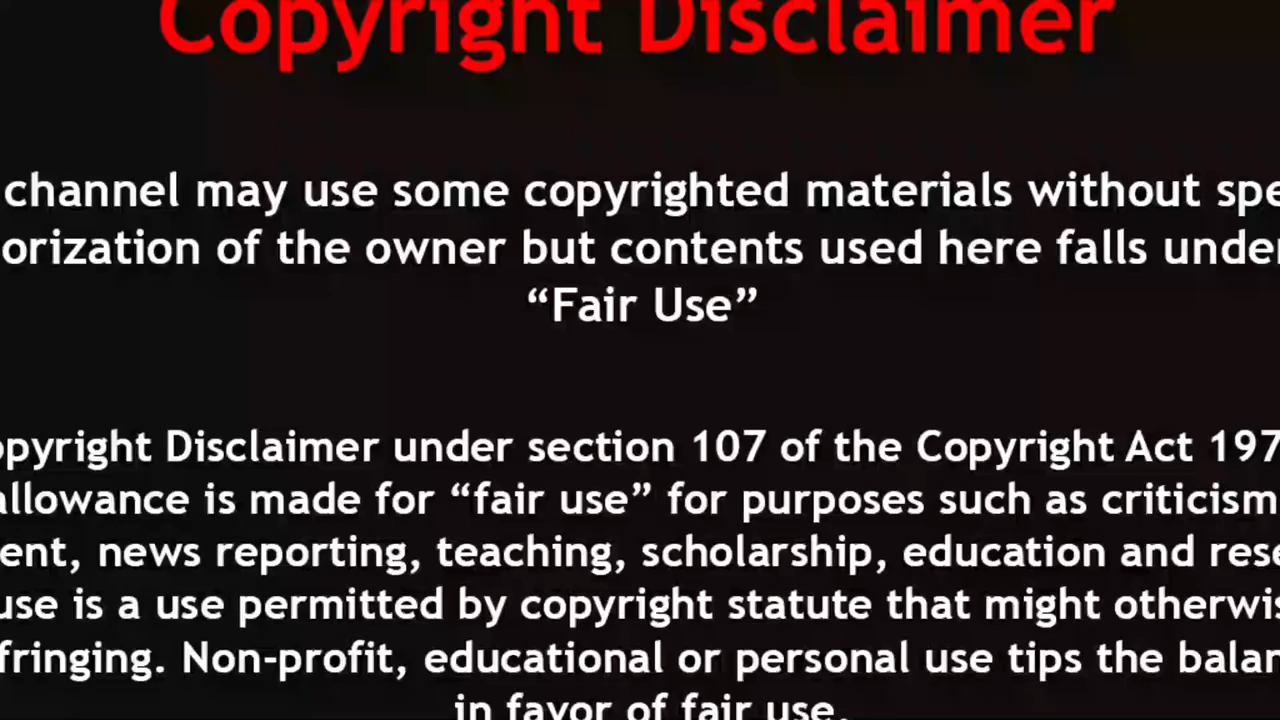 Copyright Disclaimer
channel may use some copyrighted materials without spe
orization of the owner but contents used here falls under
“Fair Use”
opyright Disclaimer under section 107 of the Copyright Act 197
allowance is made for “fair use” for purposes such as criticism
ent, news reporting, teaching, scholarship, education and rese
use is a use permitted by copyright statute that might otherwis
fringing. Non-profit, educational or personal use tips the balan
in favor of fair use.